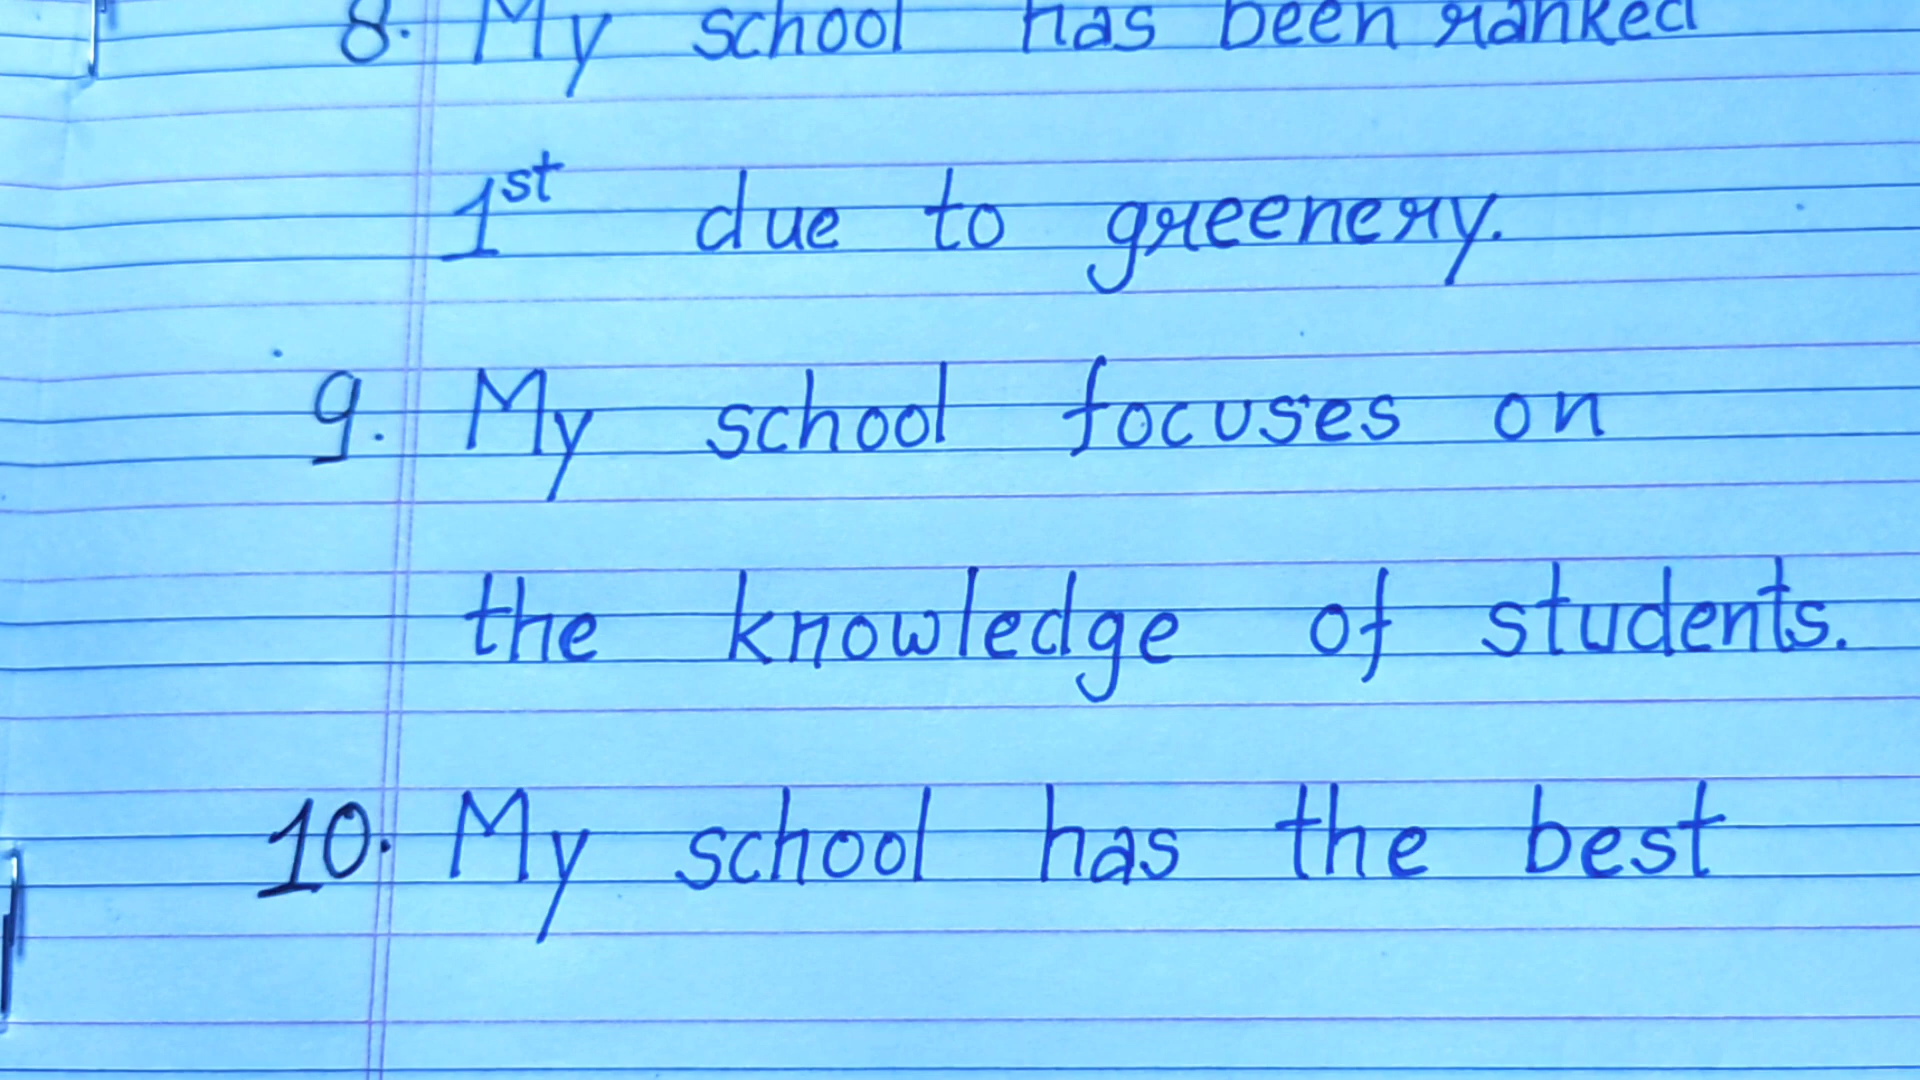 8. My school has been ranked
1st due to greenery.
9. My school focuses on
the knowledge of students.
10. My school has the best